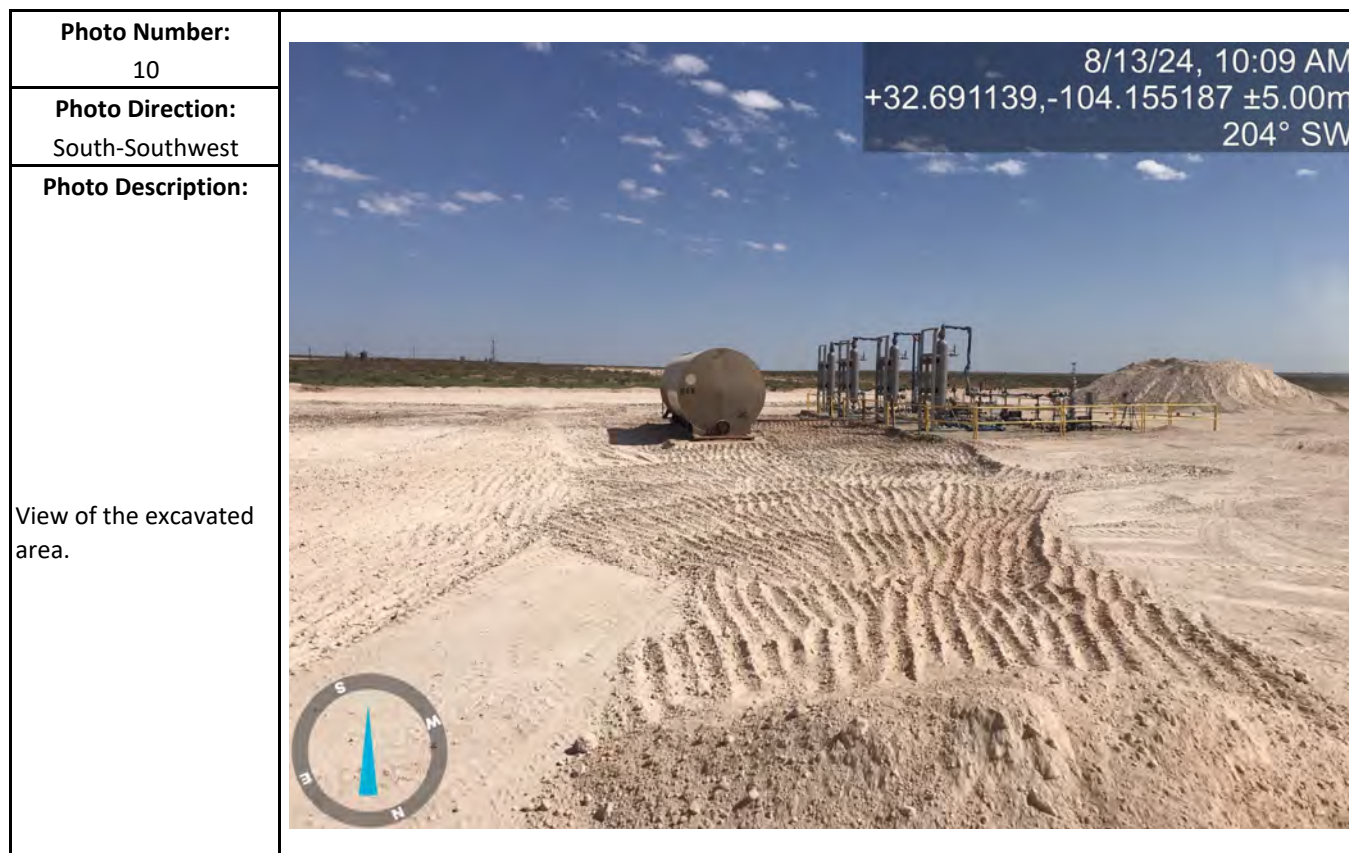 Photo Number:
10
Photo Direction:
South-Southwest
Photo Description:
View of the excavated
area.
8/13/24, 10:09 AM
+32.691139,-104.155187 ±5.00m
204° SW
S
W
E
N